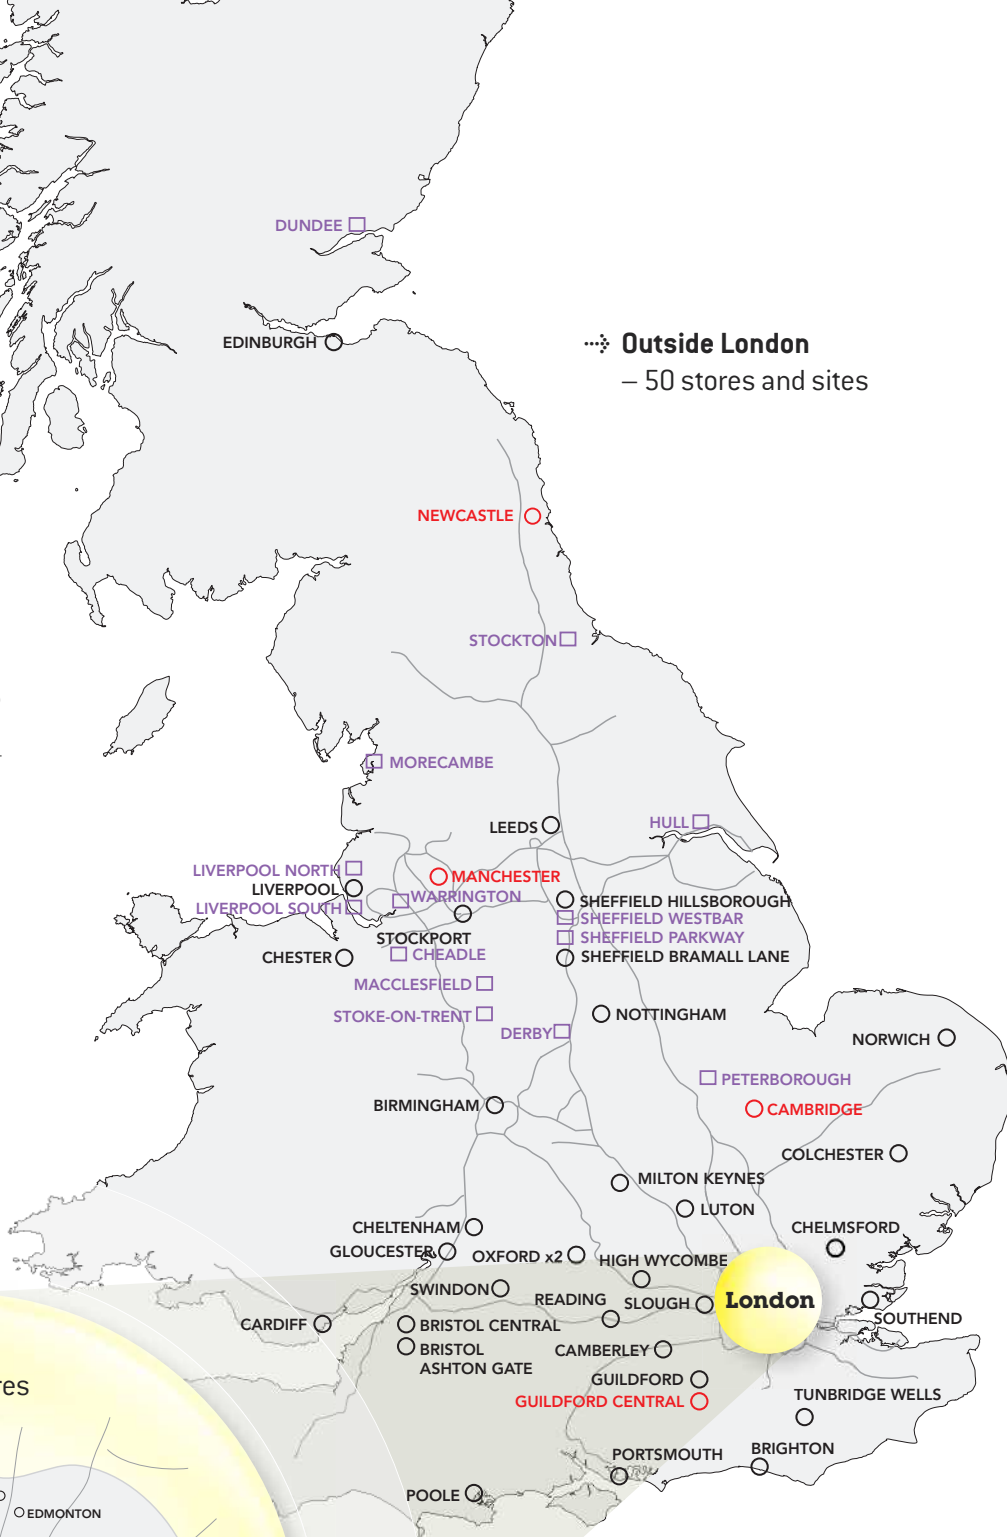 DUNDEE
EDINBURGH
Outside London
– 50 stores and sites
NEWCASTLE
STOCKTON
MORECAMBE
LEEDS
HULL
LIVERPOOL NORTH
MANCHESTER
LIVERPOOL
WARRINGTON
SHEFFIELD HILLSBOROUGH
LIVERPOOL SOUTH
SHEFFIELD WESTBAR
STOCKPORT
SHEFFIELD PARKWAY
CHESTER
CHEADLE
SHEFFIELD BRAMALL LANE
MACCLESFIELD
STOKE-ON-TRENT
NOTTINGHAM
DERBY
NORWICH
PETERBOROUGH
BIRMINGHAM
CAMBRIDGE
COLCHESTER
MILTON KEYNES
LUTON
CHELTENHAM
CHELMSFORD
GLOUCESTER
OXFORD x2
HIGH WYCOMBE
SWINDON
READING
SLOUGH
London
CARDIFF
BRISTOL CENTRAL
SOUTHEND
BRISTOL
ASHTON GATE
CAMBERLEY
GUILDFORD
res
TUNBRIDGE WELLS
GUILDFORD CENTRAL
PORTSMOUTH
BRIGHTON
POOLE
EDMONTON